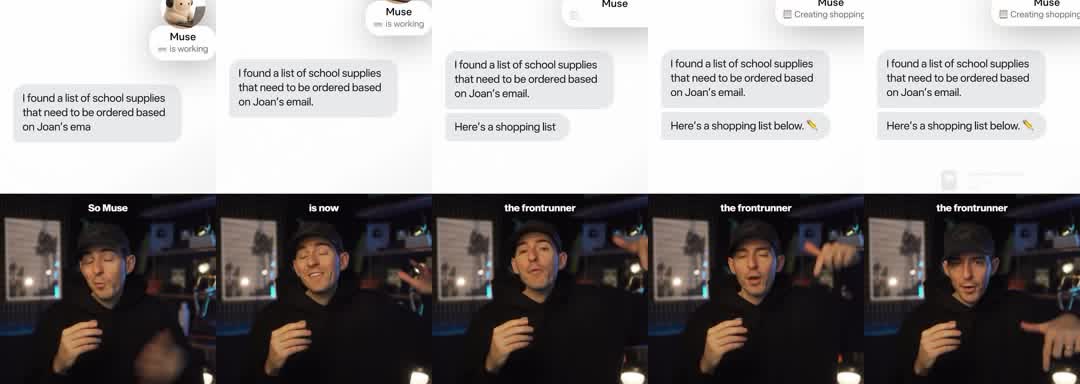 Muse
is working
I found a list of school supplies
that need to be ordered based
on Joan's ema
Muse
is working
I found a list of school supplies
that need to be ordered based
on Joan's email.
Muse
I found a list of school supplies
that need to be ordered based
on Joan's email.
Here's a shopping list
Muse
Creating shopping
I found a list of school supplies
that need to be ordered based
on Joan's email.
Here's a shopping list below. ✏️
Muse
Creating shopping
I found a list of school supplies
that need to be ordered based
on Joan's email.
Here's a shopping list below. ✏️
So Muse
is now
the frontrunner
the frontrunner
the frontrunner